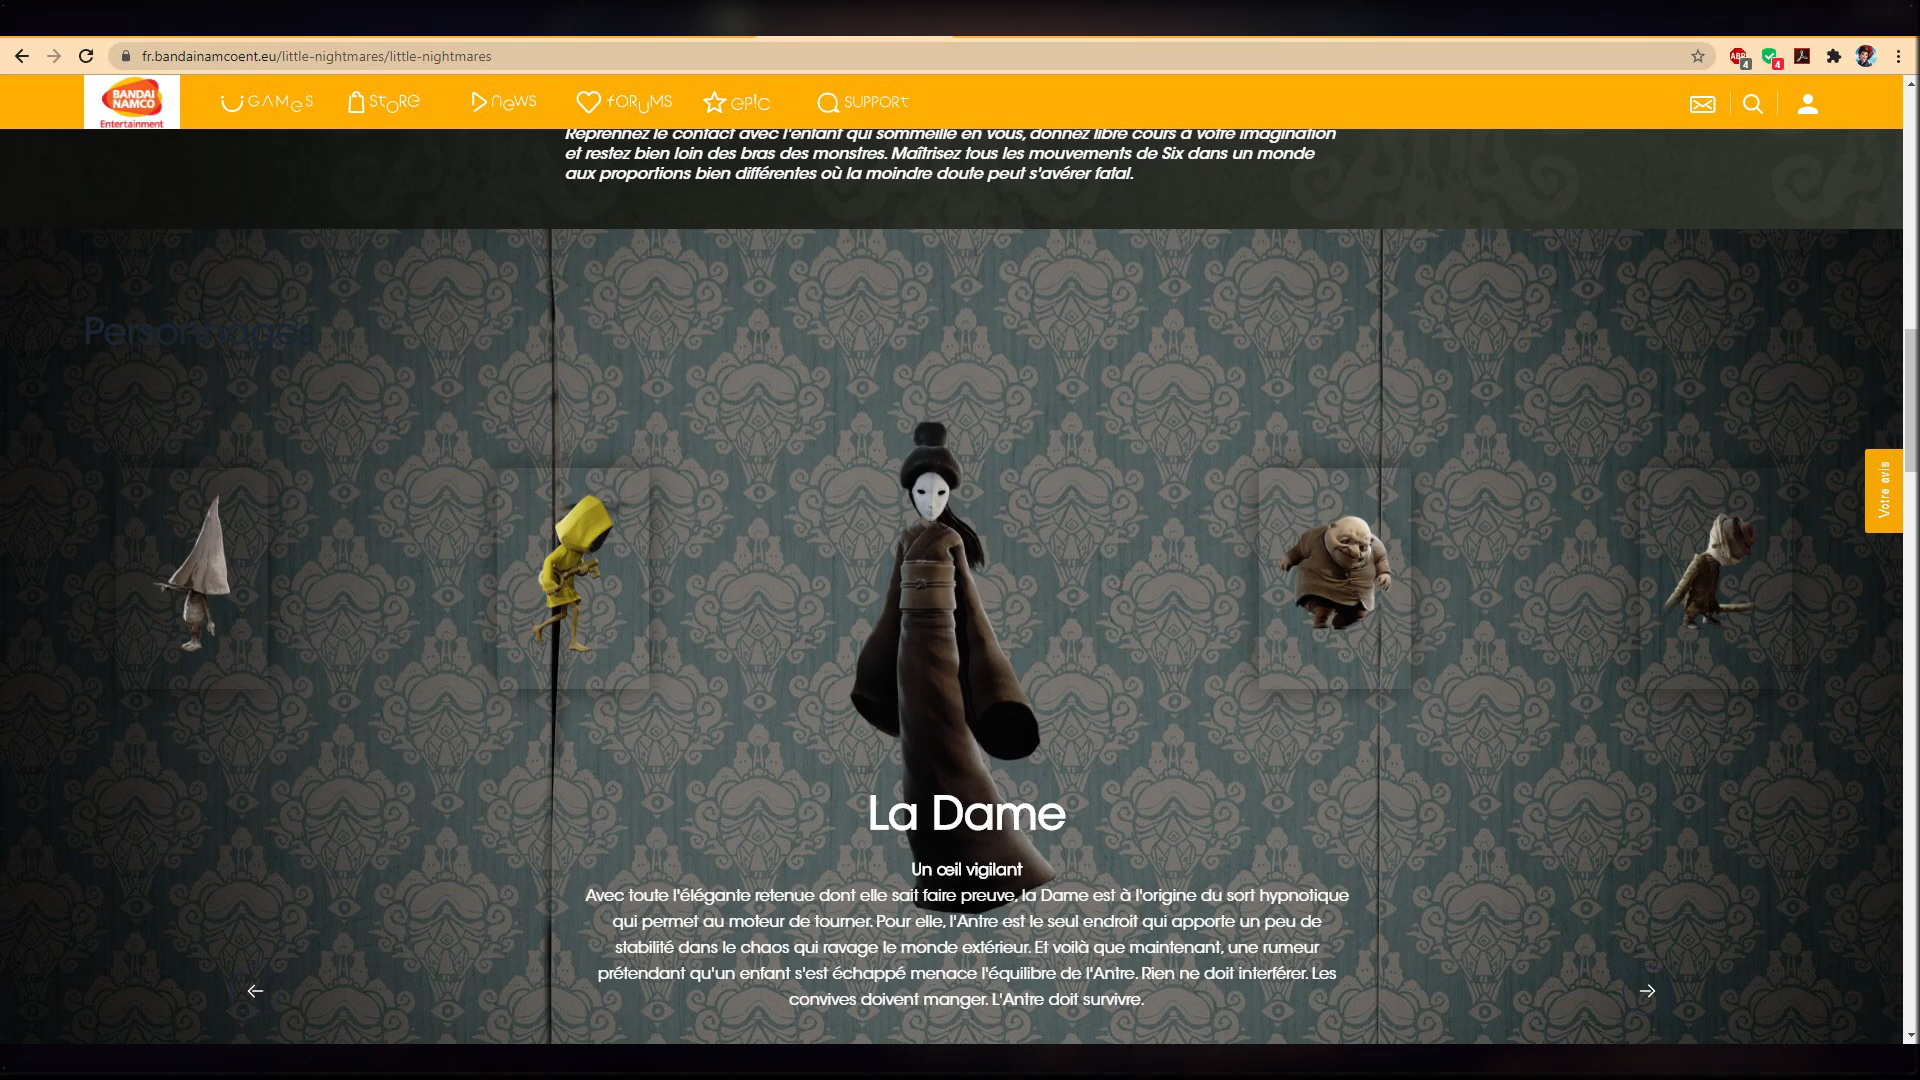 fr.bandainamcoent.eu/little-nightmares/little-nightmares
ABP
4
4
BANDAI
NAMCO
Entertainment
GAMES
STORE
NEWS
FORUMS
EPIC
SUPPORT
Reprennez le contact avec l'enfant qui sommeille en vous, donnez libre cours à votre imagination
et restez bien loin des bras des monstres. Maîtrisez tous les mouvements de Six dans un monde
aux proportions bien différentes où la moindre doute peut s'avérer fatal.
Personnages
Votre avis
La Dame
Un œil vigilant
Avec toute l'élégante retenue dont elle sait faire preuve, la Dame est à l'origine du sort hypnotique
qui permet au moteur de tourner. Pour elle, l'Antre est le seul endroit qui apporte un peu de
stabilité dans le chaos qui ravage le monde extérieur. Et voilà que maintenant, une rumeur
prétendant qu'un enfant s'est échappé menace l'équilibre de l'Antre. Rien ne doit interférer. Les
convives doivent manger. L'Antre doit survivre.